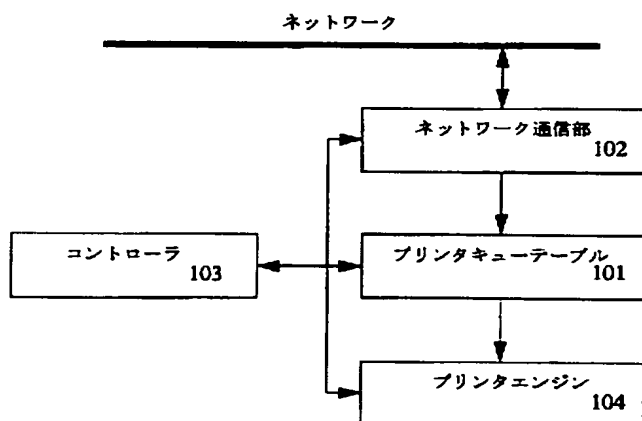 ネットワーク
ネットワーク通信部
102
コントローラ
103
プリンタキューテーブル
101
プリンタエンジン
104